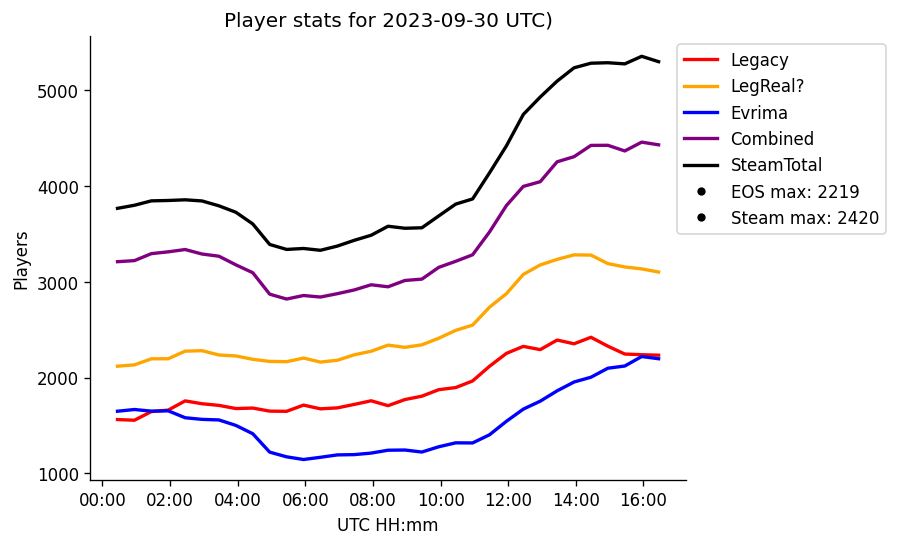 Player stats for 2023-09-30 UTC)
Legacy
LegReal?
Evrima
Combined
SteamTotal
EOS max: 2219
Steam max: 2420
Players
5000
4000
3000
2000
1000
00:00 02:00 04:00 06:00 08:00 10:00 12:00 14:00 16:00
UTC HH:mm